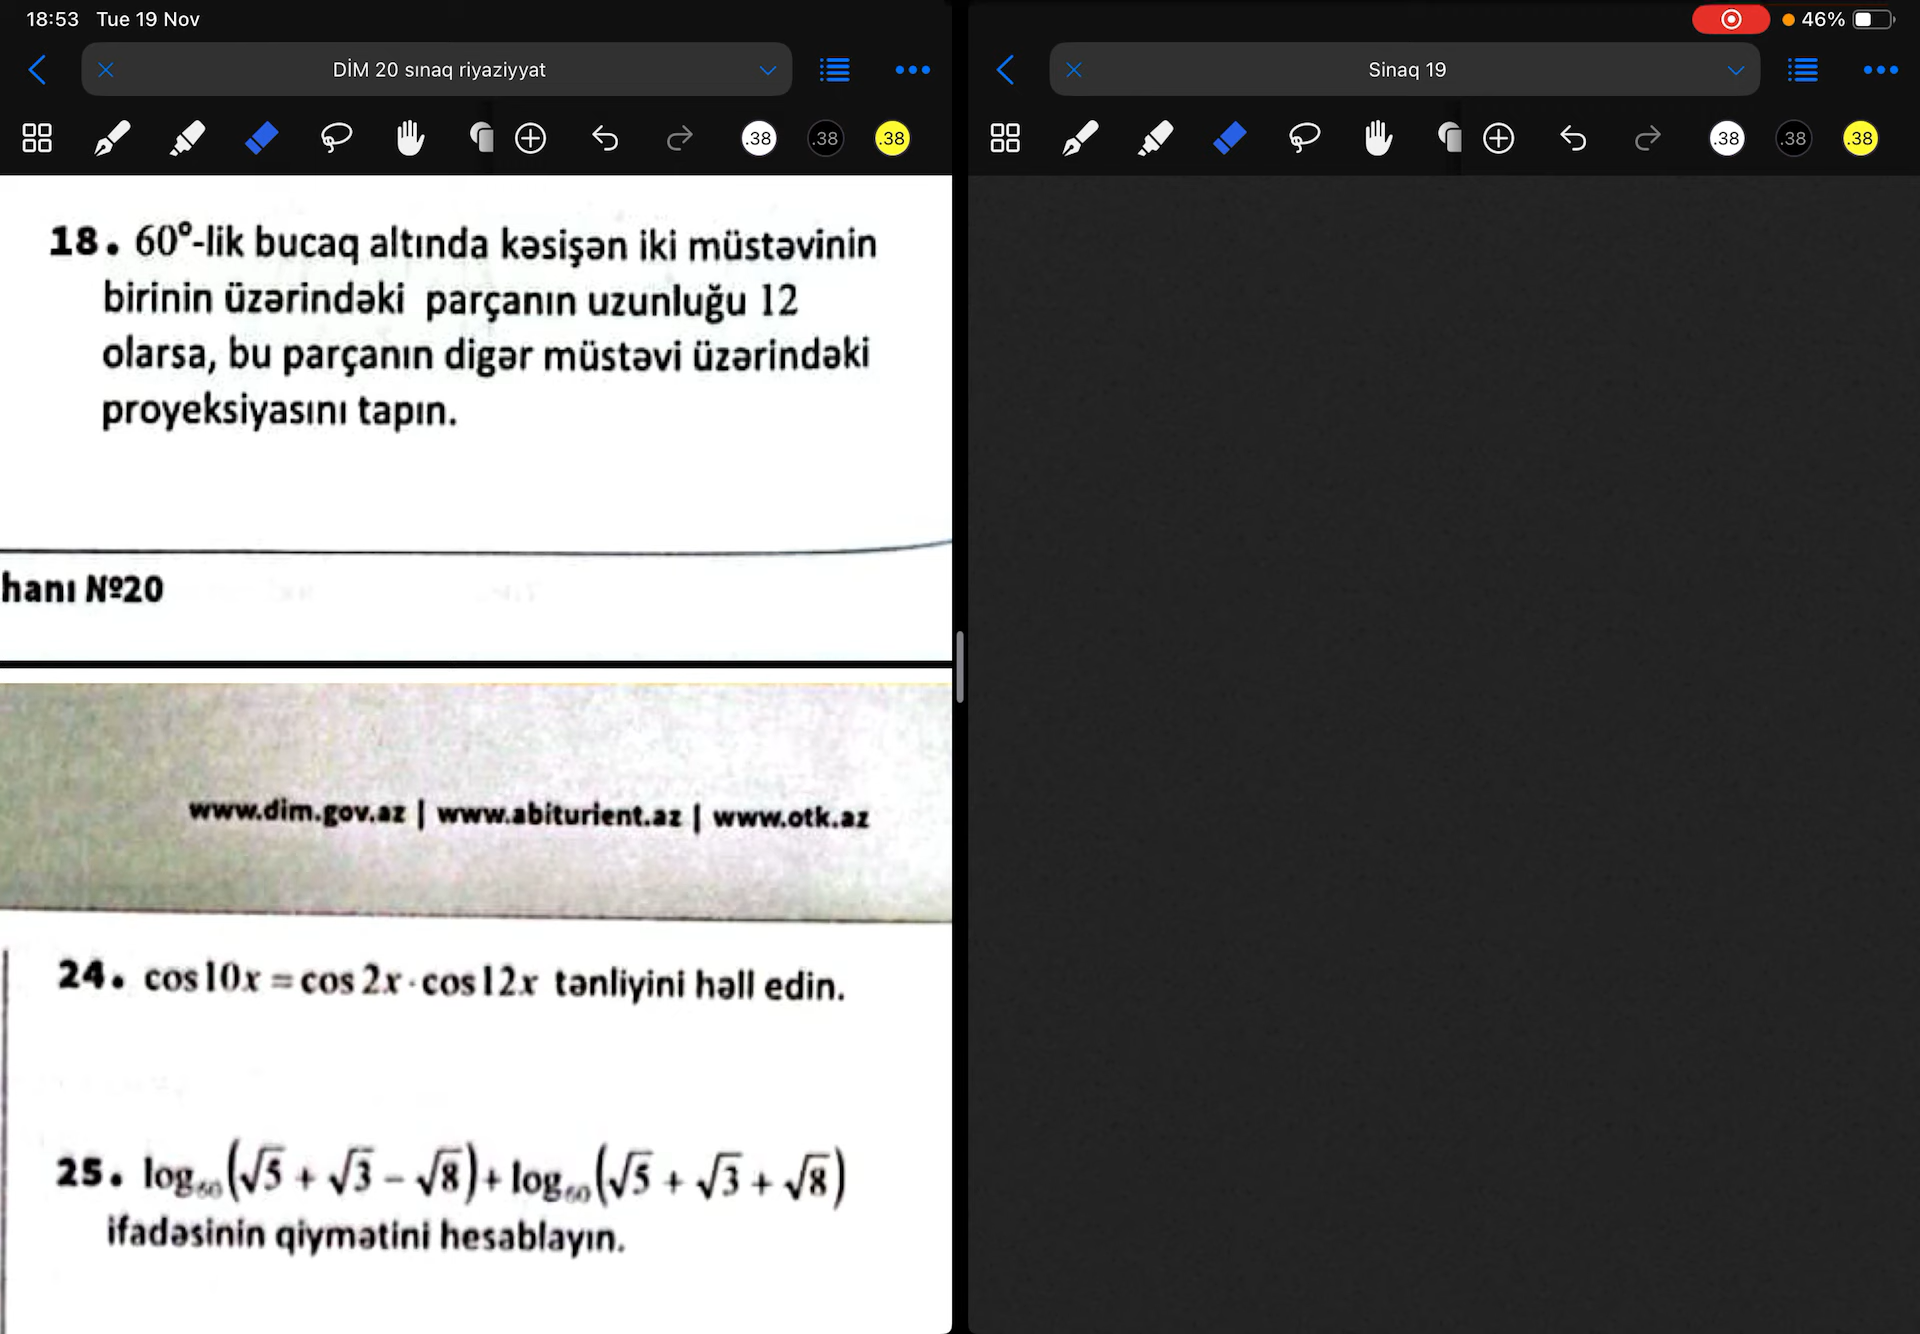 18:53 Tue 19 Nov
46%
DİM 20 sınaq riyaziyyat
Sinaq 19
.38 .38 .38
.38 .38 .38
18. 60°-lik bucaq altında kəsişən iki müstəvinin
birinin üzərindəki parçanın uzunluğu 12
olarsa, bu parçanın digər müstəvi üzərindəki
proyeksiyasını tapın.
hanı №20
www.dim.gov.az | www.abiturient.az | www.otk.az
24. cos10x = cos 2x · cos12x tənliyini həll edin.
25. log₆₀(√5 + √3 − √8) + log₆₀(√5 + √3 + √8)
ifadəsinin qiymətini hesablayın.